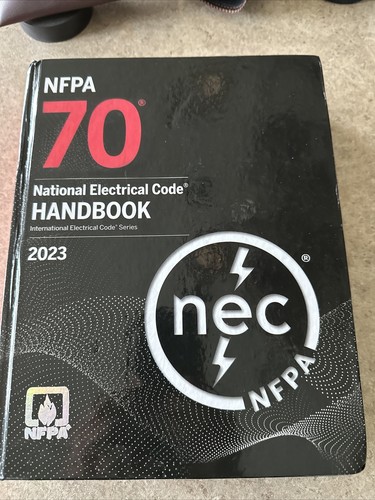 NFPA
70®
National Electrical Code®
HANDBOOK
International Electrical Code® Series
2023
nec®
NFPA
NFPA®